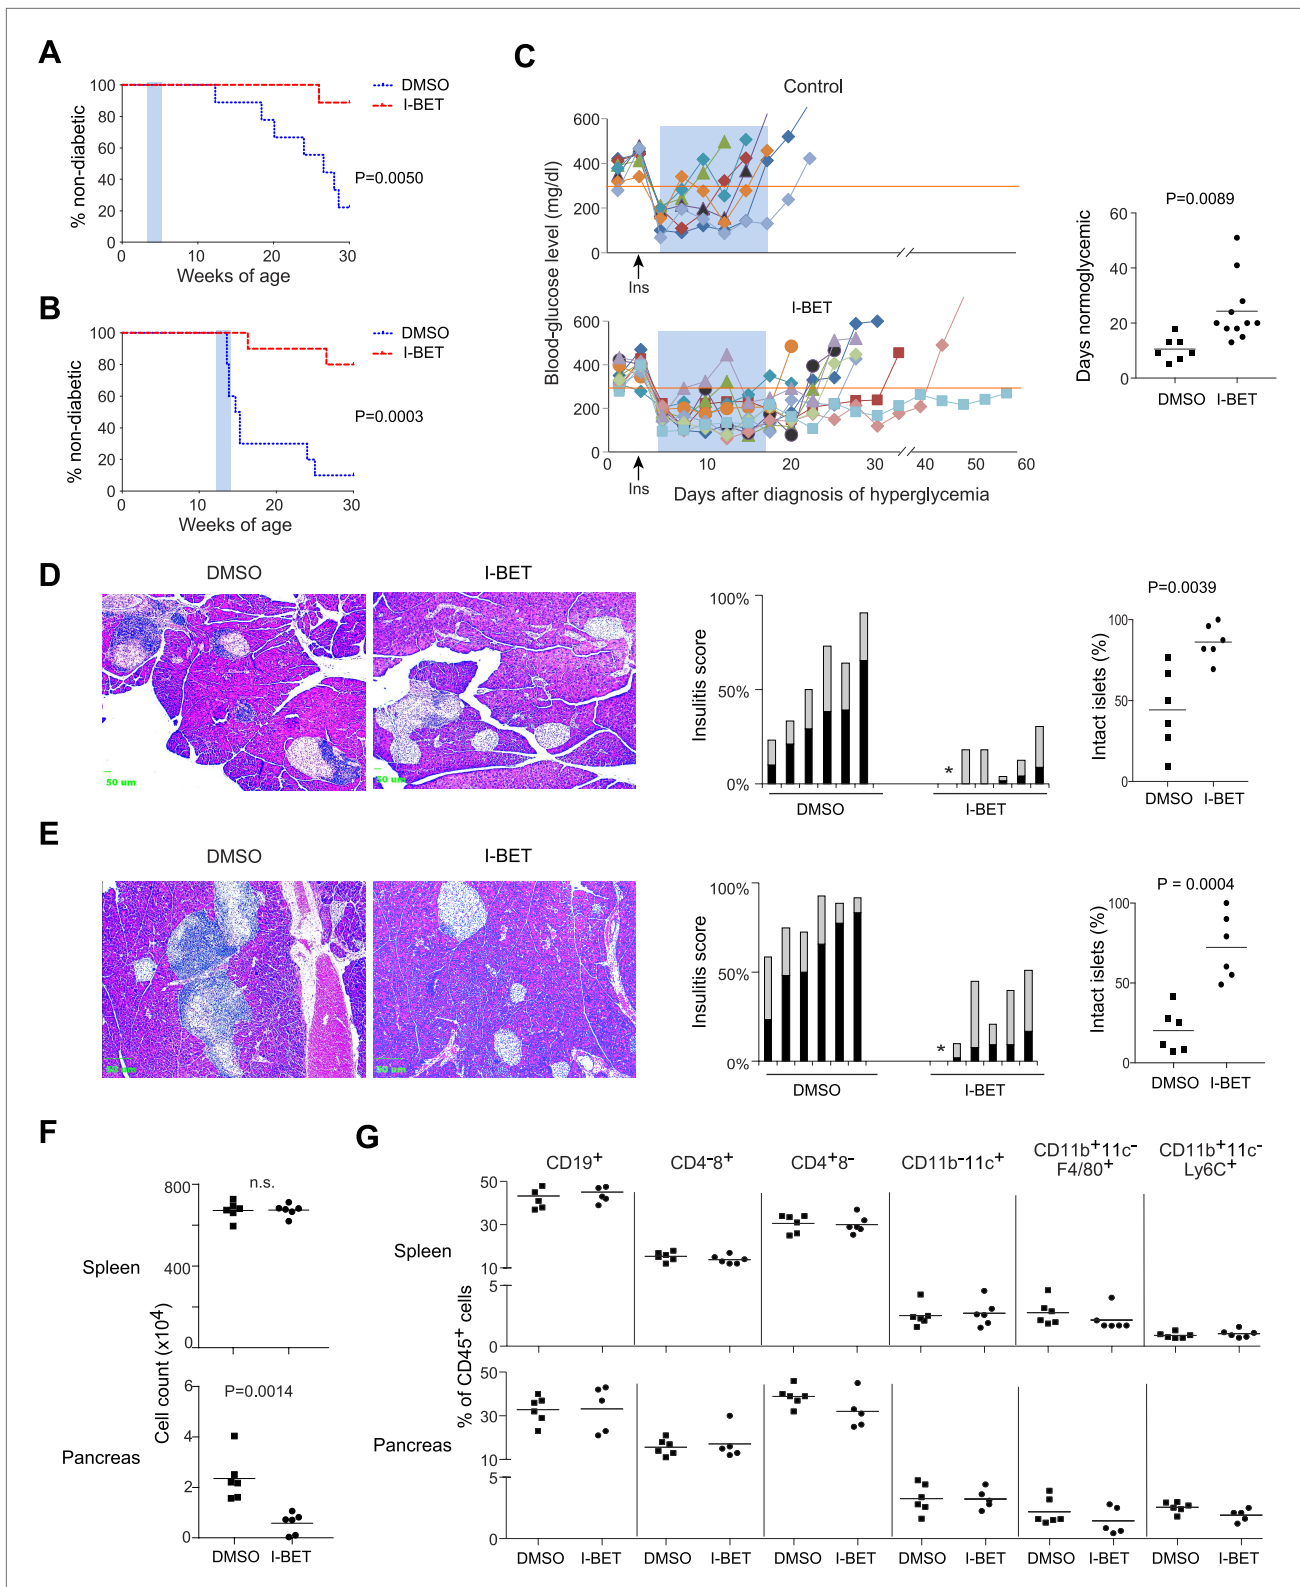 A
100
80
60
40
20
0
% non-diabetic
DMSO
I-BET
P=0.0050
0
10
20
30
Weeks of age
B
100
80
60
40
20
0
% non-diabetic
DMSO
I-BET
P=0.0003
0
10
20
30
Weeks of age
C
Control
600
400
200
0
Ins
Blood-glucose level (mg/dl)
I-BET
600
400
200
0
0
10
20
30
40
50
60
Ins
Days after diagnosis of hyperglycemia
P=0.0089
60
40
20
0
Days normoglycemic
DMSO
I-BET
D
DMSO
I-BET
50 um
50 um
100%
50%
0%
Insulitis score
*
DMSO
I-BET
P=0.0039
100
50
0
Intact islets (%)
DMSO
I-BET
E
DMSO
I-BET
50 um
50 um
100%
50%
0%
Insulitis score
*
DMSO
I-BET
P = 0.0004
100
50
0
Intact islets (%)
DMSO
I-BET
F
n.s.
800
400
0
Spleen
Cell count (x10⁴)
P=0.0014
6
4
2
0
Pancreas
DMSO
I-BET
G
CD19⁺
CD4⁻8⁺
CD4⁺8⁻
CD11b⁻11c⁺
CD11b⁺11c⁻
F4/80⁺
CD11b⁺11c⁻
Ly6C⁺
50
30
10
5
0
Spleen
% of CD45⁺ cells
50
30
10
5
0
Pancreas
DMSO
I-BET
DMSO
I-BET
DMSO
I-BET
DMSO
I-BET
DMSO
I-BET
DMSO
I-BET